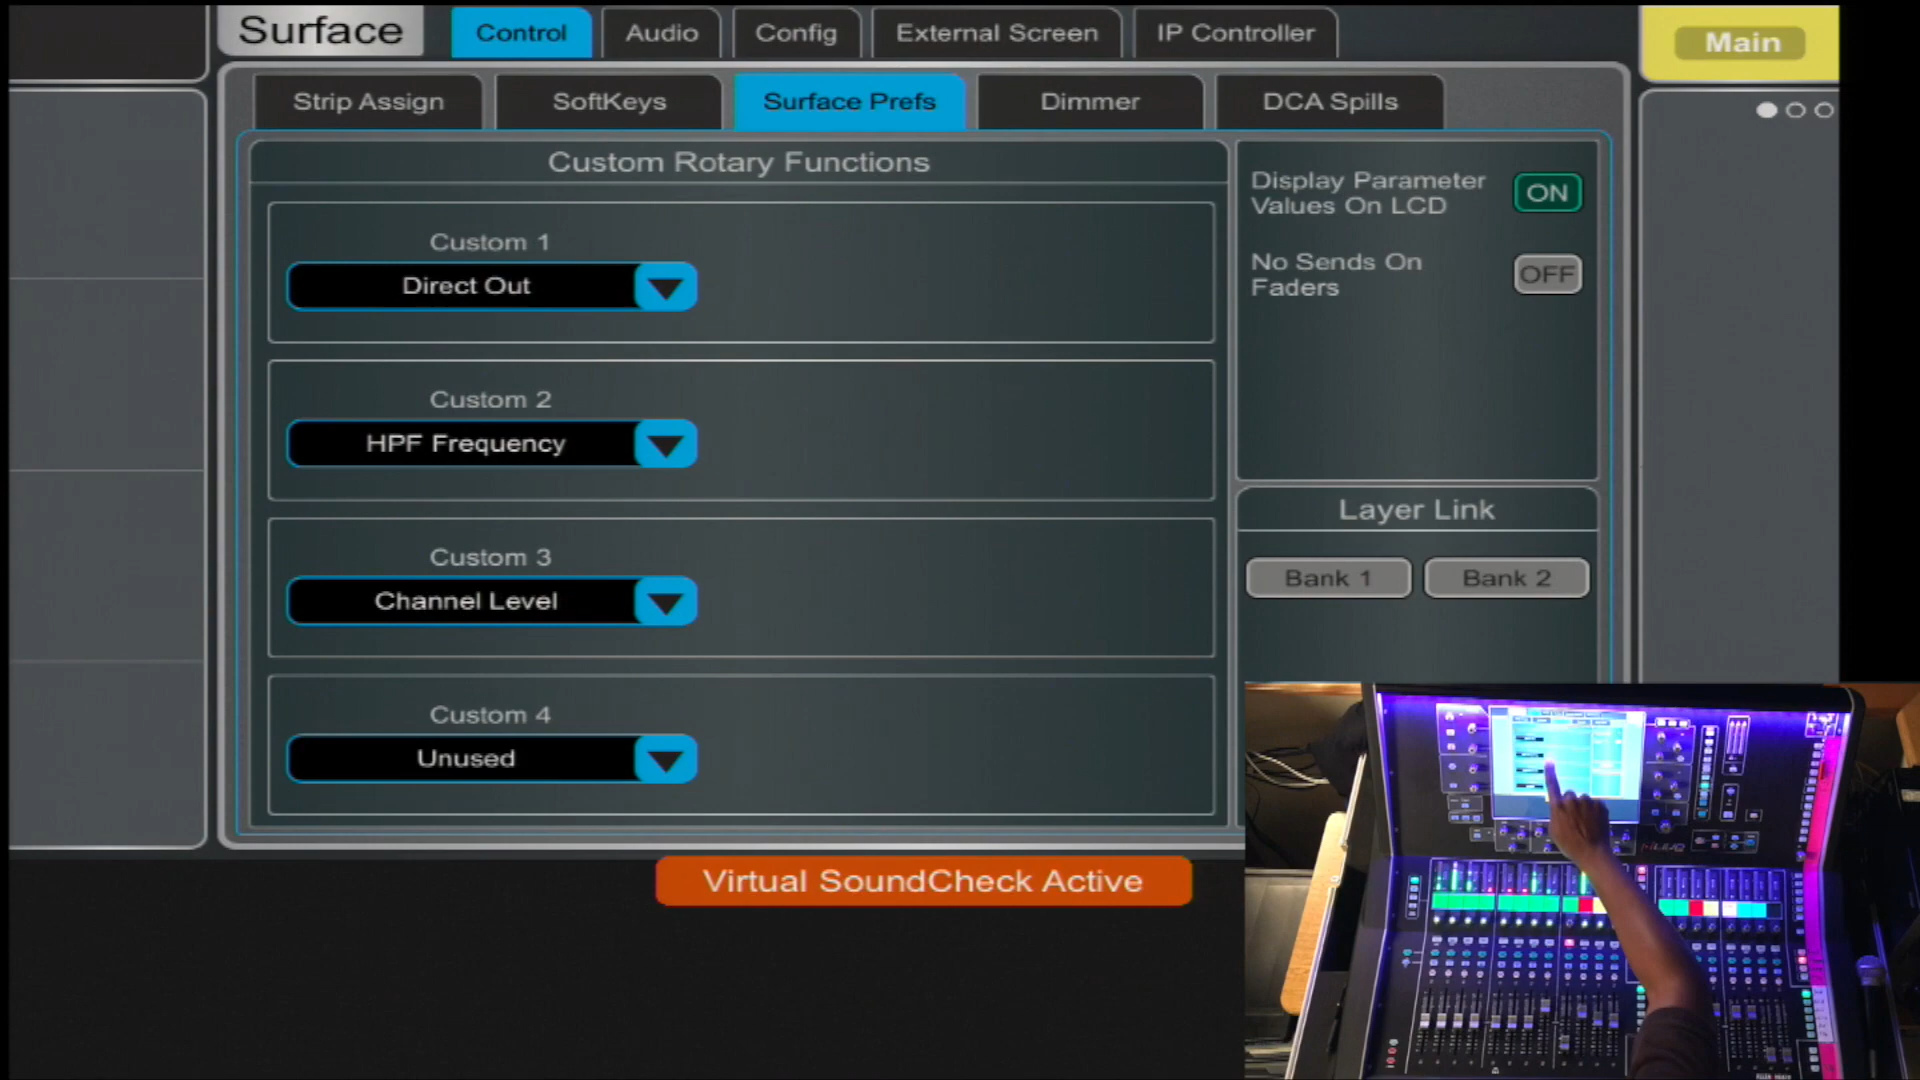 Surface
Control
Audio
Config
External Screen
IP Controller
Main
Strip Assign
SoftKeys
Surface Prefs
Dimmer
DCA Spills
Custom Rotary Functions
Custom 1
Direct Out
Custom 2
HPF Frequency
Custom 3
Channel Level
Custom 4
Unused
Display Parameter
Values On LCD
ON
No Sends On
Faders
OFF
Layer Link
Bank 1
Bank 2
Virtual SoundCheck Active